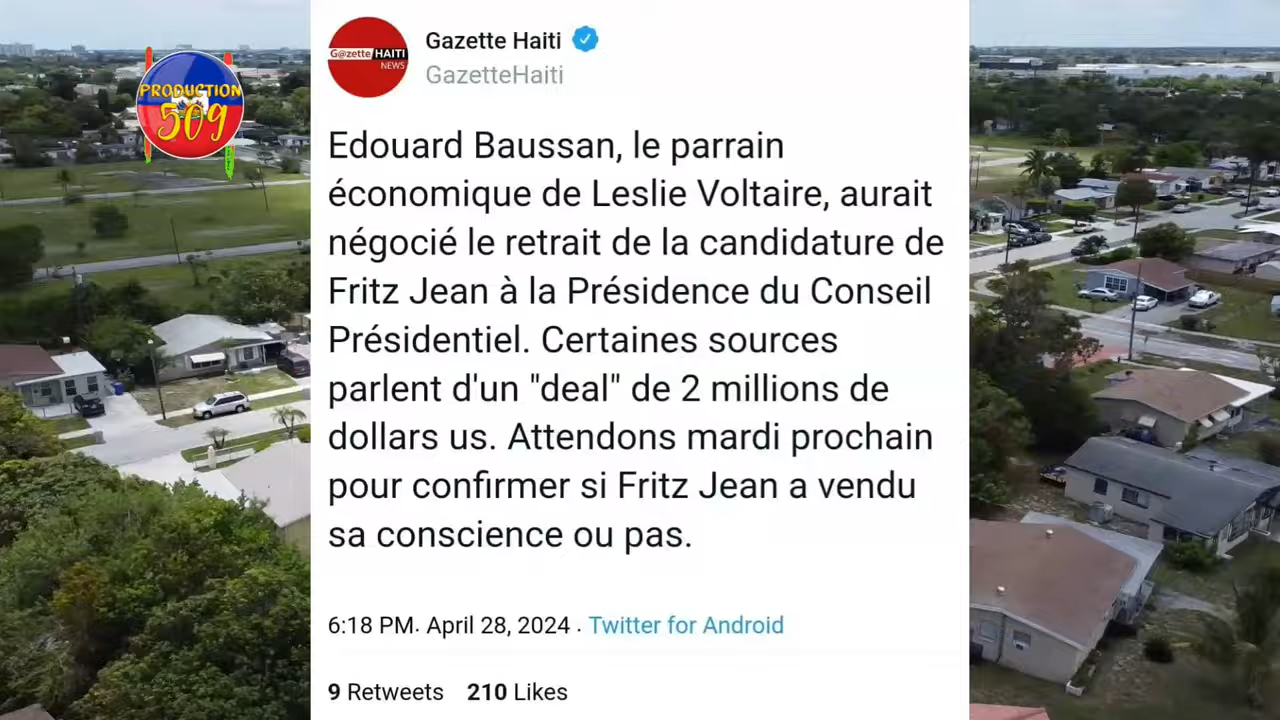 PRODUCTION
509
G@zette HAITI
NEWS
Gazette Haiti
GazetteHaiti
Edouard Baussan, le parrain
économique de Leslie Voltaire, aurait
négocié le retrait de la candidature de
Fritz Jean à la Présidence du Conseil
Présidentiel. Certaines sources
parlent d'un "deal" de 2 millions de
dollars us. Attendons mardi prochain
pour confirmer si Fritz Jean a vendu
sa conscience ou pas.
6:18 PM. April 28, 2024 . Twitter for Android
9 Retweets 210 Likes